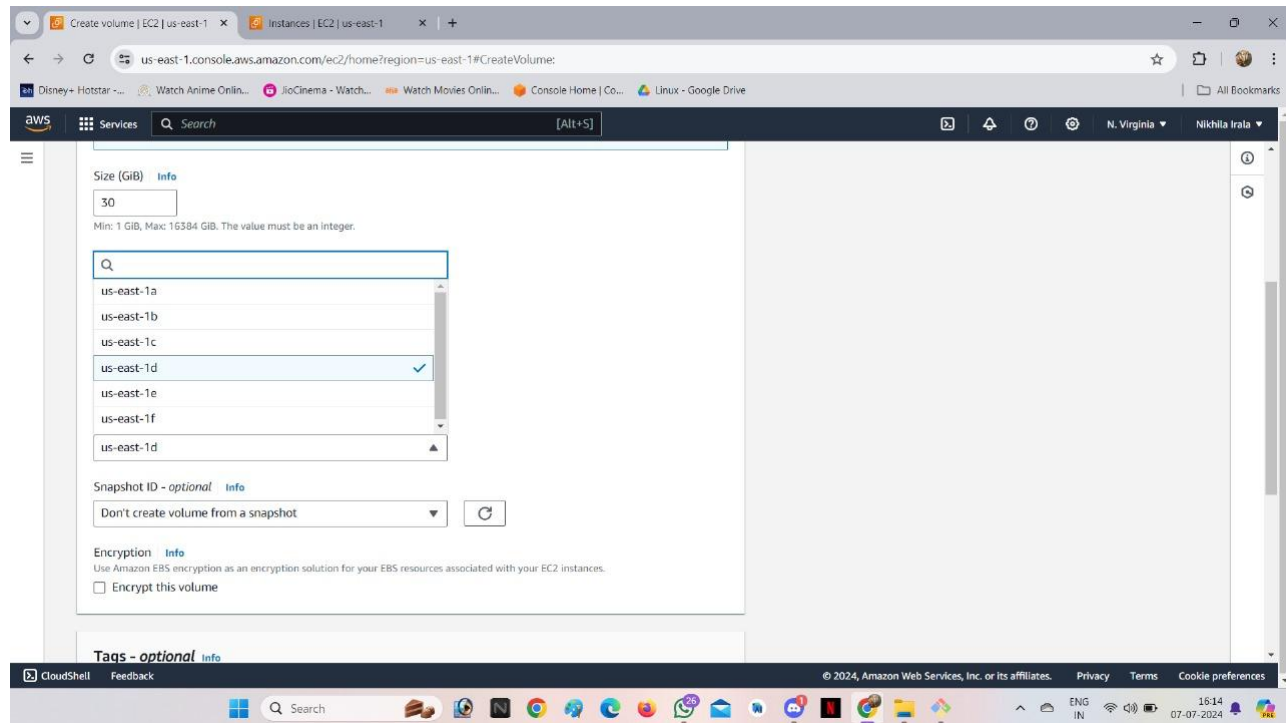 Create volume | EC2 | us-east-1
Instances | EC2 | us-east-1
us-east-1.console.aws.amazon.com/ec2/home?region=us-east-1#CreateVolume:
Disney+ Hotstar -...
Watch Anime Onlin...
JioCinema - Watch...
Watch Movies Onlin...
Console Home | Co...
Linux - Google Drive
All Bookmarks
aws
Services
Search
[Alt+S]
N. Virginia
Nikhila Irala
Size (GiB) Info
30
Min: 1 GiB, Max: 16384 GiB. The value must be an integer.
us-east-1a
us-east-1b
us-east-1c
us-east-1d
us-east-1e
us-east-1f
us-east-1d
Snapshot ID - optional Info
Don't create volume from a snapshot
Encryption Info
Use Amazon EBS encryption as an encryption solution for your EBS resources associated with your EC2 instances.
Encrypt this volume
Tags - optional Info
CloudShell
Feedback
© 2024, Amazon Web Services, Inc. or its affiliates.
Privacy
Terms
Cookie preferences
Search
26
ENG
IN
16:14
07-07-2024